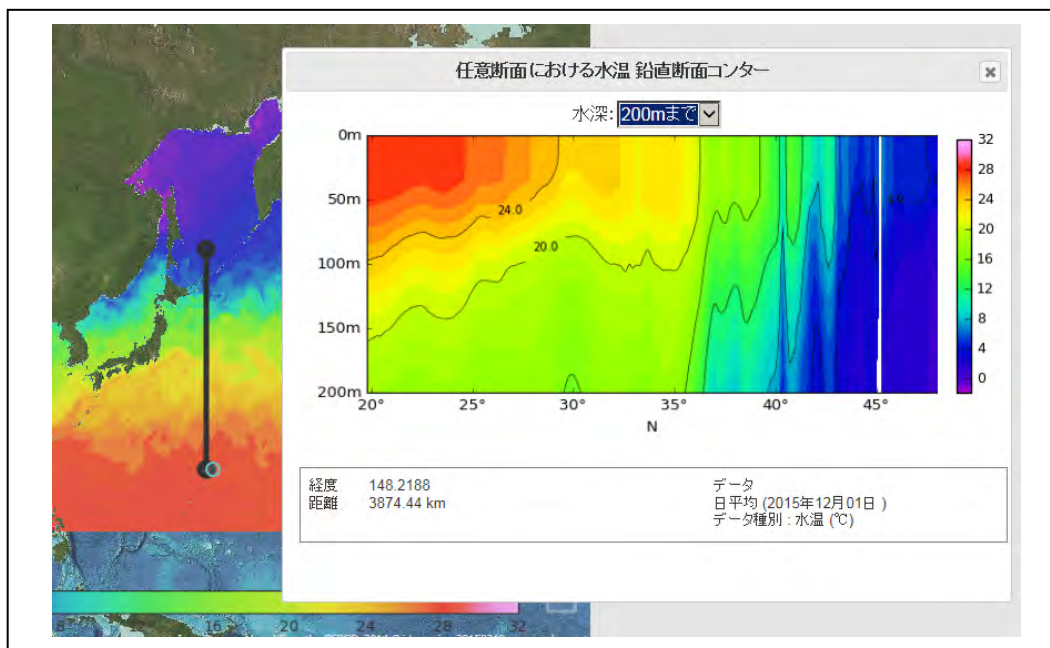 任意断面における水温 鉛直断面コンター
水深: 200mまで
0m
50m
100m
150m
200m
24.0
20.0
20° 25° 30° 35° 40° 45°
N
32
28
24
20
16
12
8
4
0
経度 148.2188
距離 3874.44 km
データ
日平均 (2015年12月01日 )
データ種別 : 水温 (℃)
8 12 16 20 24 28 32